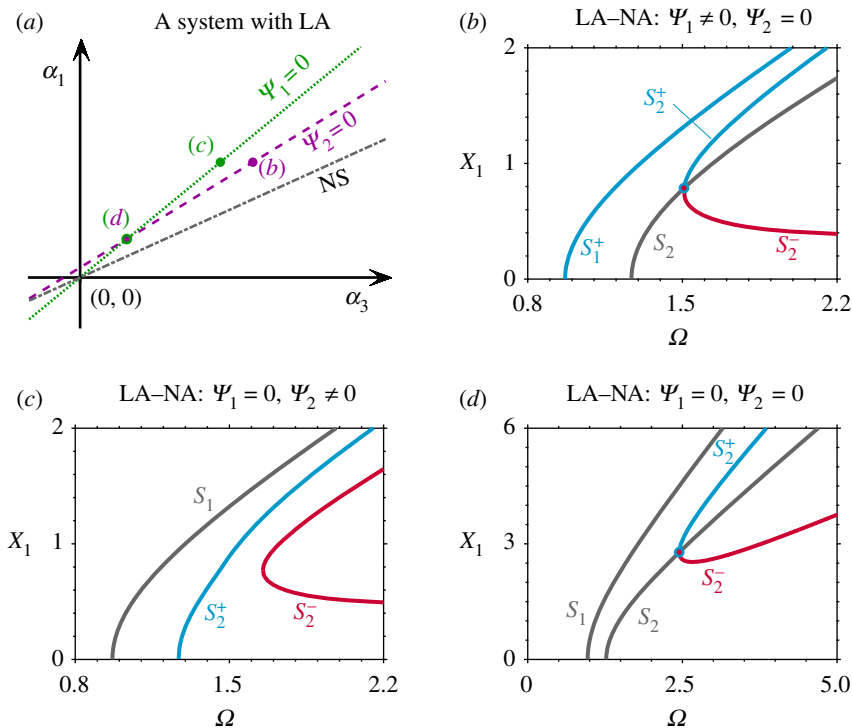 (a) A system with LA
α₁
Ψ₁ = 0
Ψ₂ = 0
(c)
(b)
NS
(d)
(0, 0)
α₃
(b) LA–NA: Ψ₁ ≠ 0, Ψ₂ = 0
2
S₂⁺
X₁ 1
S₁⁺ S₂ S₂⁻
0
0.8 1.5 2.2
Ω
(c) LA–NA: Ψ₁ = 0, Ψ₂ ≠ 0
2
S₁
X₁ 1
S₂⁺ S₂⁻
0
0.8 1.5 2.2
Ω
(d) LA–NA: Ψ₁ = 0, Ψ₂ = 0
6
S₂⁺
X₁ 3
S₂⁻
S₁ S₂
0
0 2.5 5.0
Ω